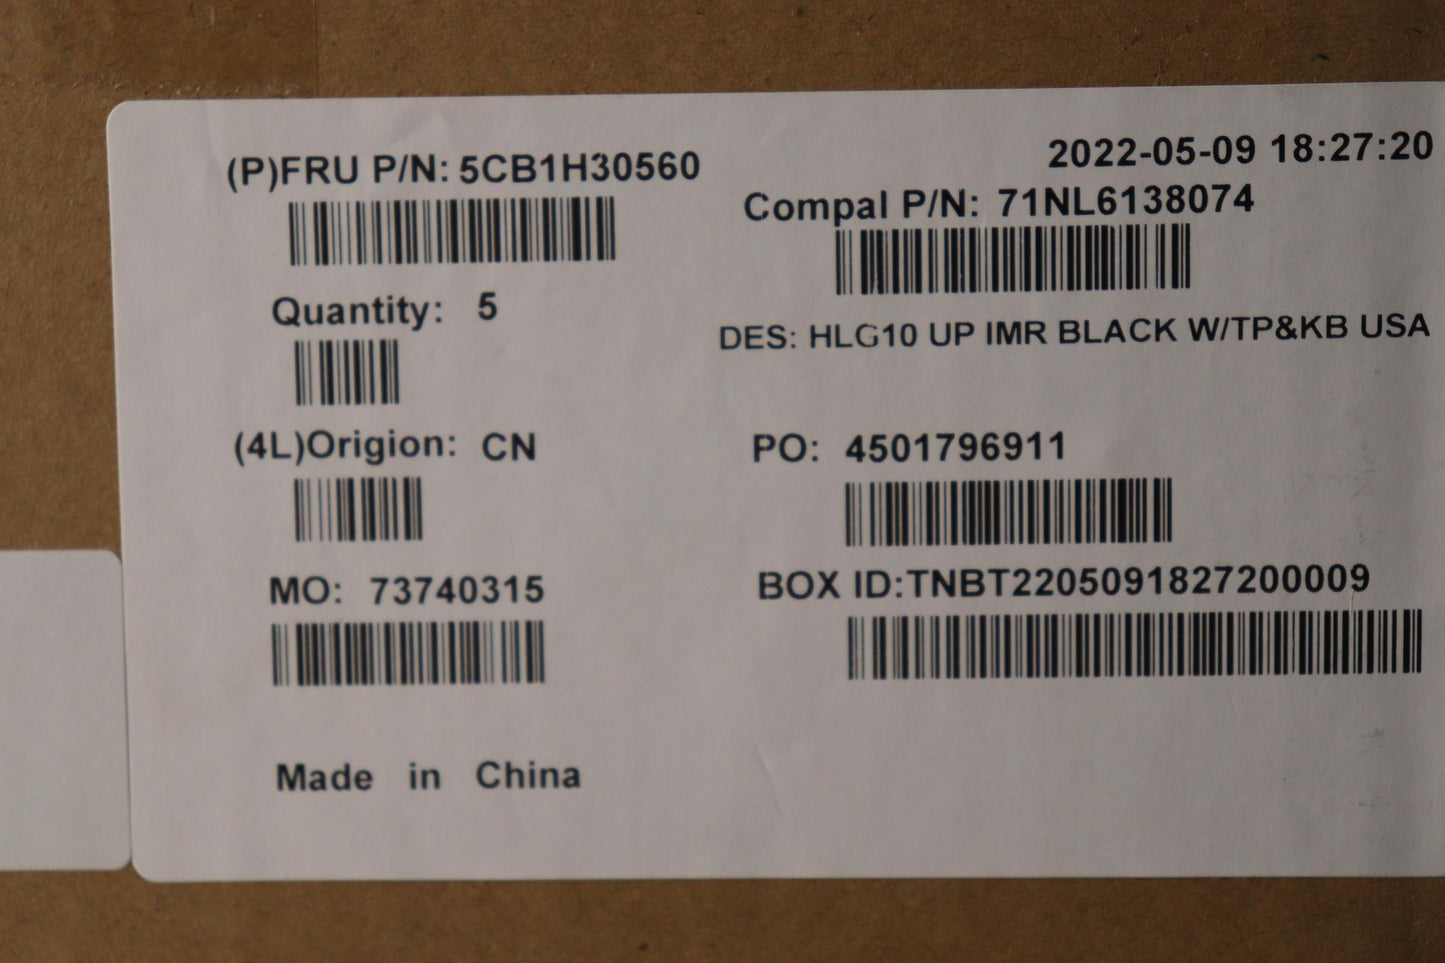 2022-05-09 18:27:20
(P)FRU P/N: 5CB1H30560
Compal P/N: 71NL6138074
Quantity: 5
DES: HLG10 UP IMR BLACK W/TP&KB USA
(4L)Origion: CN
PO: 4501796911
MO: 73740315
BOX ID:TNBT2205091827200009
Made in China